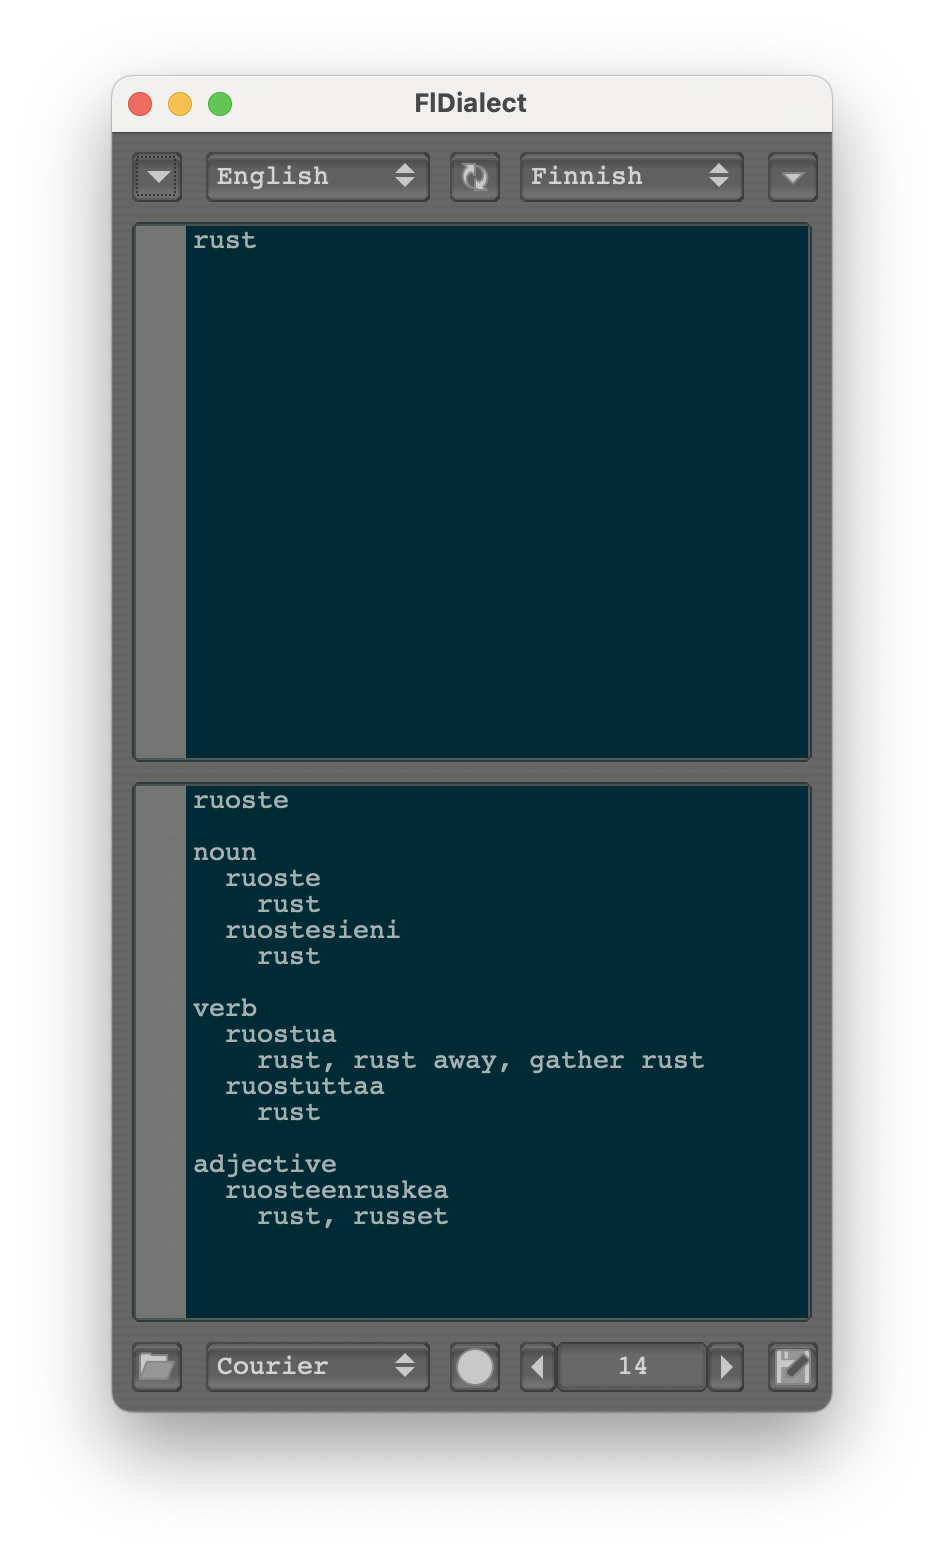 FlDialect
English Finnish
rust
ruoste
noun
ruoste
rust
ruostesieni
rust
verb
ruostua
rust, rust away, gather rust
ruostuttaa
rust
adjective
ruosteenruskea
rust, russet
Courier 14